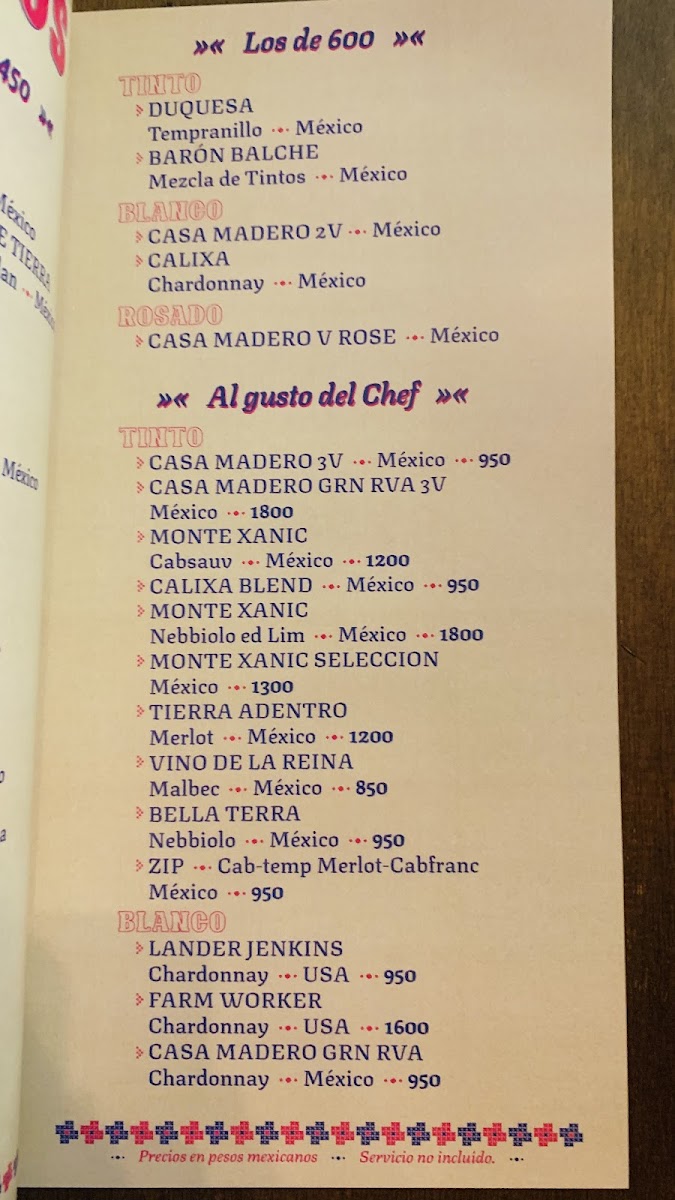 450
México
E TIERRA
México
»« Los de 600 »«
TINTO
DUQUESA
Tempranillo México
BARÓN BALCHE
Mezcla de Tintos México
BLANCO
CASA MADERO 2V México
CALIXA
Chardonnay México
ROSADO
CASA MADERO V ROSE México
»« Al gusto del Chef »«
TINTO
CASA MADERO 3V México 950
CASA MADERO GRN RVA 3V
México 1800
MONTE XANIC
Cabsauv México 1200
CALIXA BLEND México 950
MONTE XANIC
Nebbiolo ed Lim México 1800
MONTE XANIC SELECCION
México 1300
TIERRA ADENTRO
Merlot México 1200
VINO DE LA REINA
Malbec México 850
BELLA TERRA
Nebbiolo México 950
ZIP Cab-temp Merlot-Cabfranc
México 950
BLANCO
LANDER JENKINS
Chardonnay USA 950
FARM WORKER
Chardonnay USA 1600
CASA MADERO GRN RVA
Chardonnay México 950
Precios en pesos mexicanos Servicio no incluido.